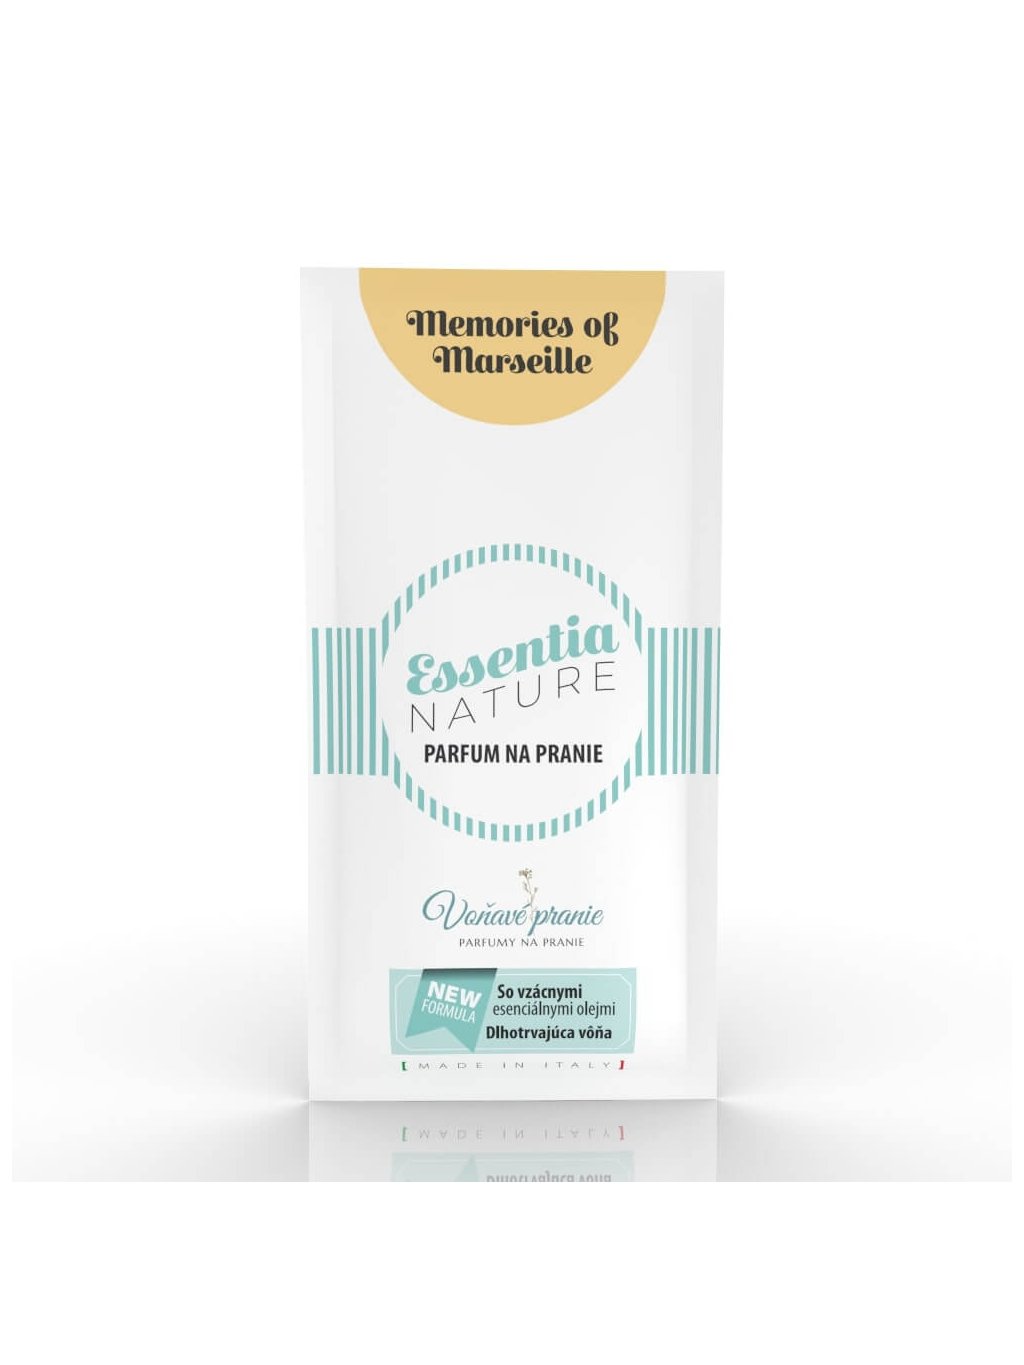 Memories of
Marseille
Essentia
NATURE
PARFUM NA PRANIE
Voňavé pranie
PARFUMY NA PRANIE
NEW
FORMULA
So vzácnymi
esenciálnymi olejmi
Dlhotrvajúca vôňa
[ MADE IN ITALY ]